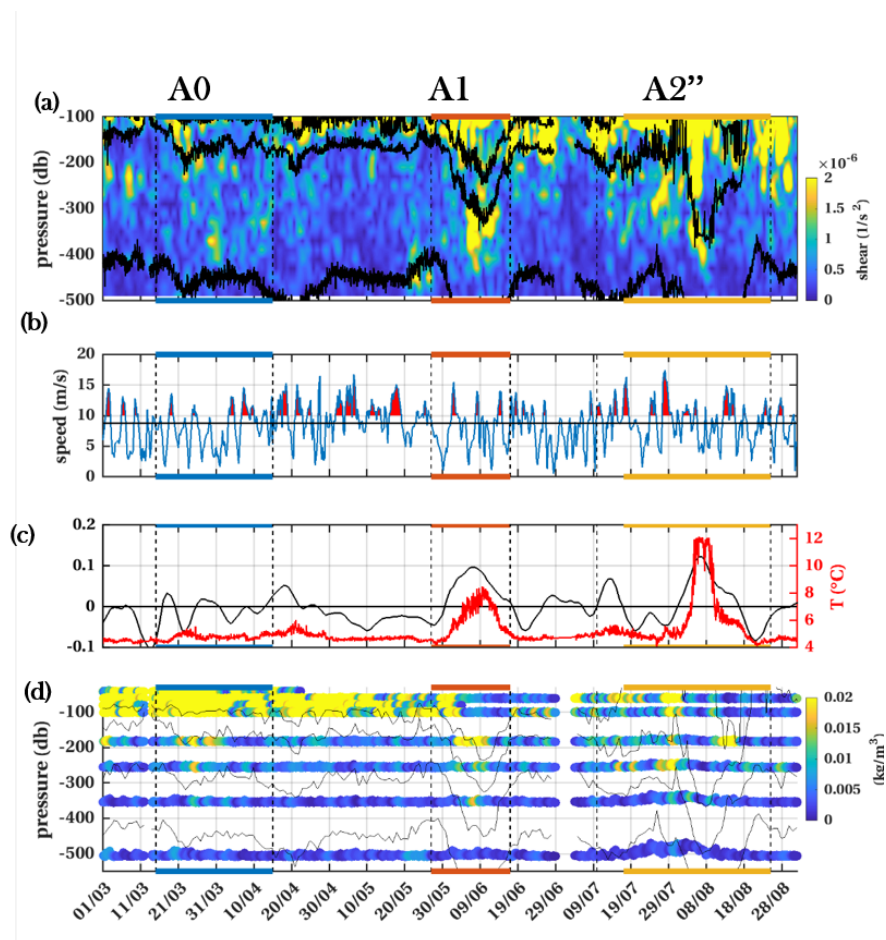 A0 A1 A2”
(a)
-100
-200
-300
-400
-500
pressure (db)
×10-6
2
1.5
1
0.5
0
shear (1/s2)
(b)
20
15
10
5
0
speed (m/s)
(c)
0.2
0.1
0
-0.1
12
10
8
6
4
T (°C)
(d)
-100
-200
-300
-400
-500
pressure (db)
0.02
0.015
0.01
0.005
0
(kg/m3)
01/03 11/03 21/03 31/03 10/04 20/04 30/04 10/05 20/05 30/05 09/06 19/06 29/06 09/07 19/07 29/07 08/08 18/08 28/08